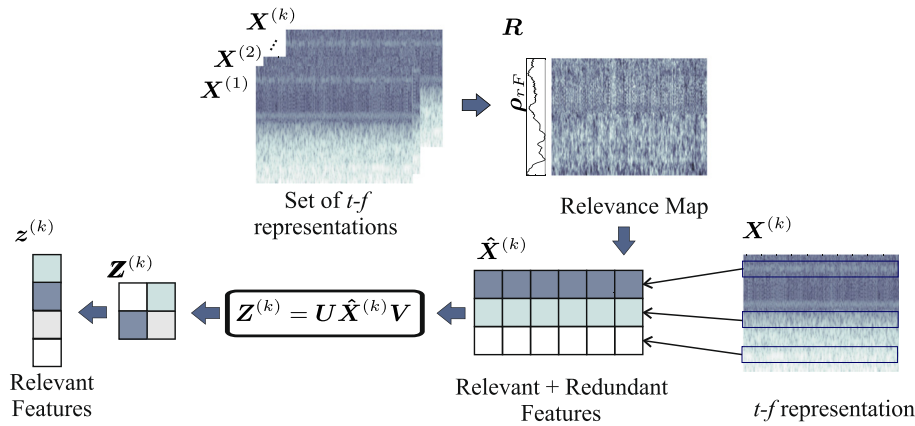 X^(k)
X^(2)
X^(1)
Set of t-f
representations
R
ρ_rF
Relevance Map
z^(k)
Z^(k)
Z^(k) = U X̂^(k) V
X̂^(k)
X^(k)
Relevant
Features
Relevant + Redundant
Features
t-f representation